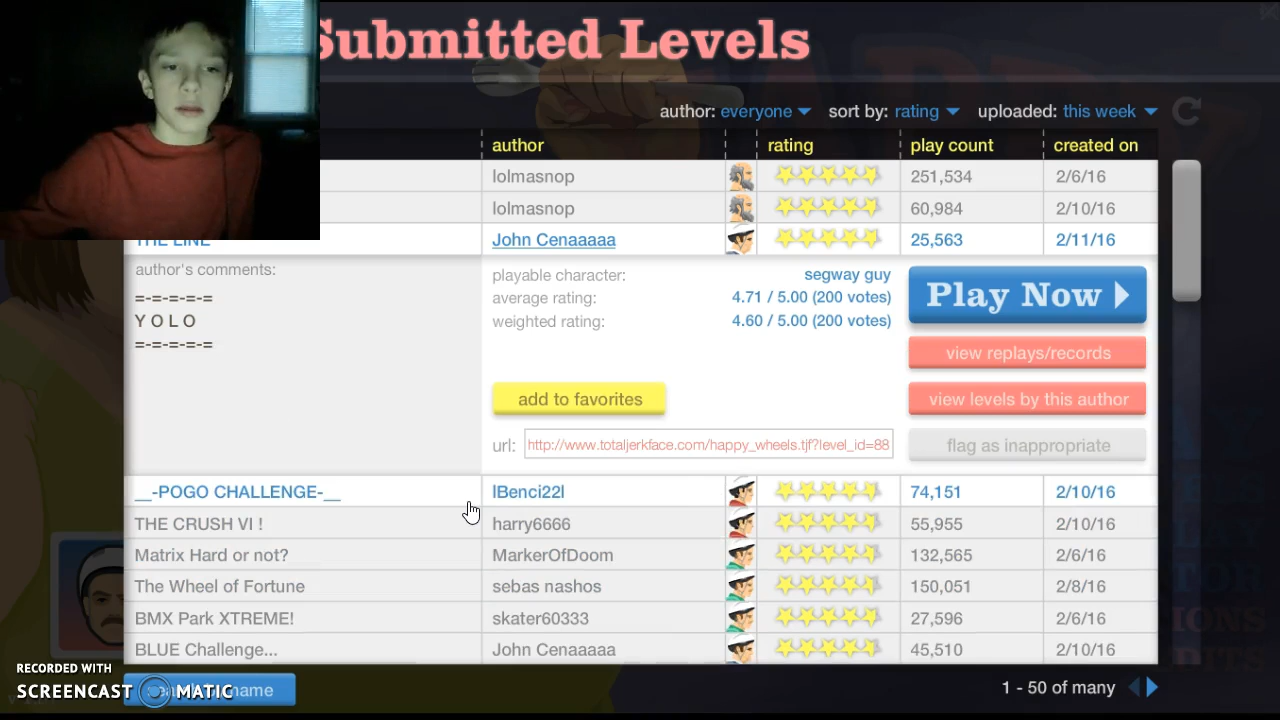 Submitted Levels
author: everyone sort by: rating uploaded: this week
author rating play count created on
lolmasnop 251,534 2/6/16
lolmasnop 60,984 2/10/16
THE LINE John Cenaaaaa 25,563 2/11/16
author's comments:
=-=-=-=-=
Y O L O
=-=-=-=-=
playable character: segway guy
average rating: 4.71 / 5.00 (200 votes)
weighted rating: 4.60 / 5.00 (200 votes)
Play Now
view replays/records
add to favorites
view levels by this author
url: http://www.totaljerkface.com/happy_wheels.tjf?level_id=88
flag as inappropriate
__-POGO CHALLENGE-__ lBenci22l 74,151 2/10/16
THE CRUSH VI ! harry6666 55,955 2/10/16
Matrix Hard or not? MarkerOfDoom 132,565 2/6/16
The Wheel of Fortune sebas nashos 150,051 2/8/16
BMX Park XTREME! skater60333 27,596 2/6/16
BLUE Challenge... John Cenaaaaa 45,510 2/10/16
RECORDED WITH
SCREENCAST MATIC
name
1 - 50 of many